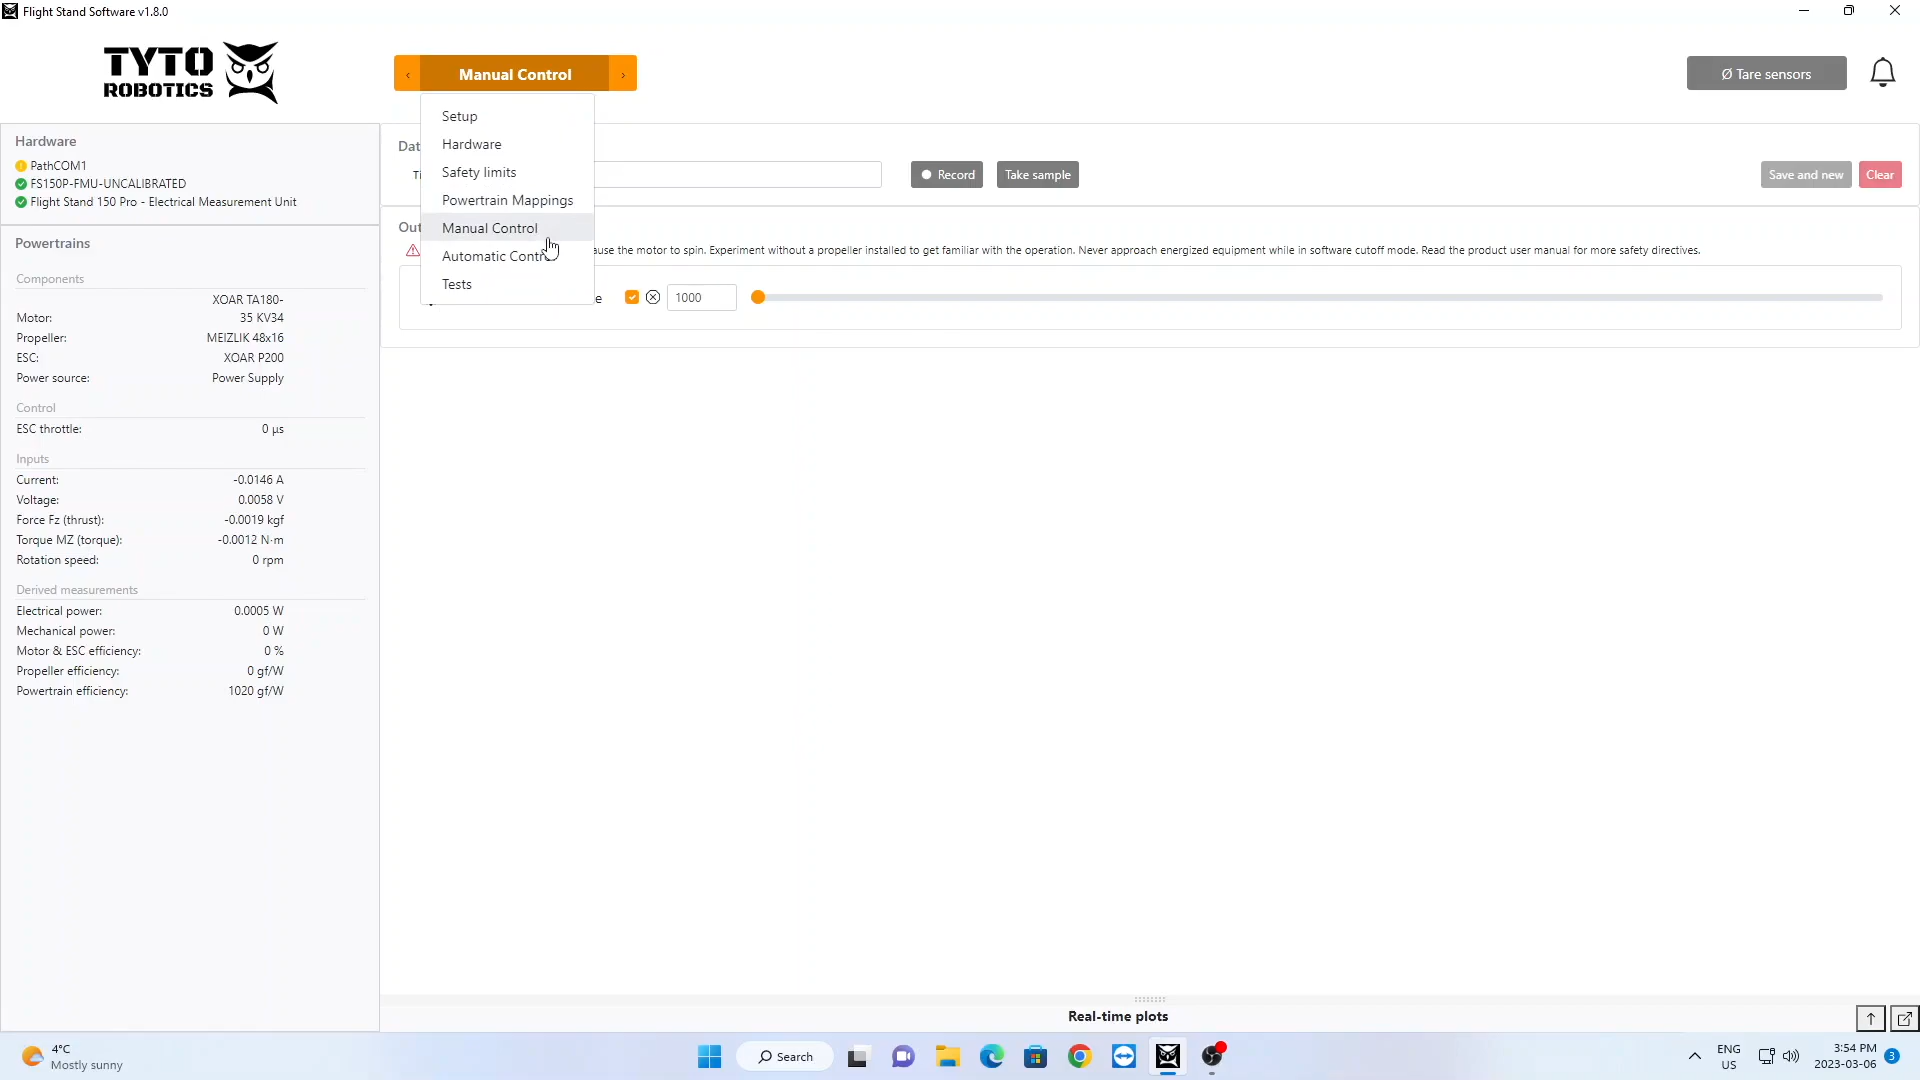 Flight Stand Software v1.8.0
TYTO
ROBOTICS
Manual Control
Ø Tare sensors
Setup
Hardware
Safety limits
Powertrain Mappings
Manual Control
Automatic Contro
Tests
Hardware
PathCOM1
FS150P-FMU-UNCALIBRATED
Flight Stand 150 Pro - Electrical Measurement Unit
Powertrains
Components
Motor: XOAR TA180-
35 KV34
Propeller: MEIZLIK 48x16
ESC: XOAR P200
Power source: Power Supply
Control
ESC throttle: 0 µs
Inputs
Current: -0.0146 A
Voltage: 0.0058 V
Force Fz (thrust): -0.0019 kgf
Torque MZ (torque): -0.0012 N·m
Rotation speed: 0 rpm
Derived measurements
Electrical power: 0.0005 W
Mechanical power: 0 W
Motor & ESC efficiency: 0 %
Propeller efficiency: 0 gf/W
Powertrain efficiency: 1020 gf/W
Dat
Ti
Record
Take sample
Save and new
Clear
Out
ause the motor to spin. Experiment without a propeller installed to get familiar with the operation. Never approach energized equipment while in software cutoff mode. Read the product user manual for more safety directives.
e 1000
Real-time plots
4°C
Mostly sunny
Search
ENG
US
3:54 PM
2023-03-06
3